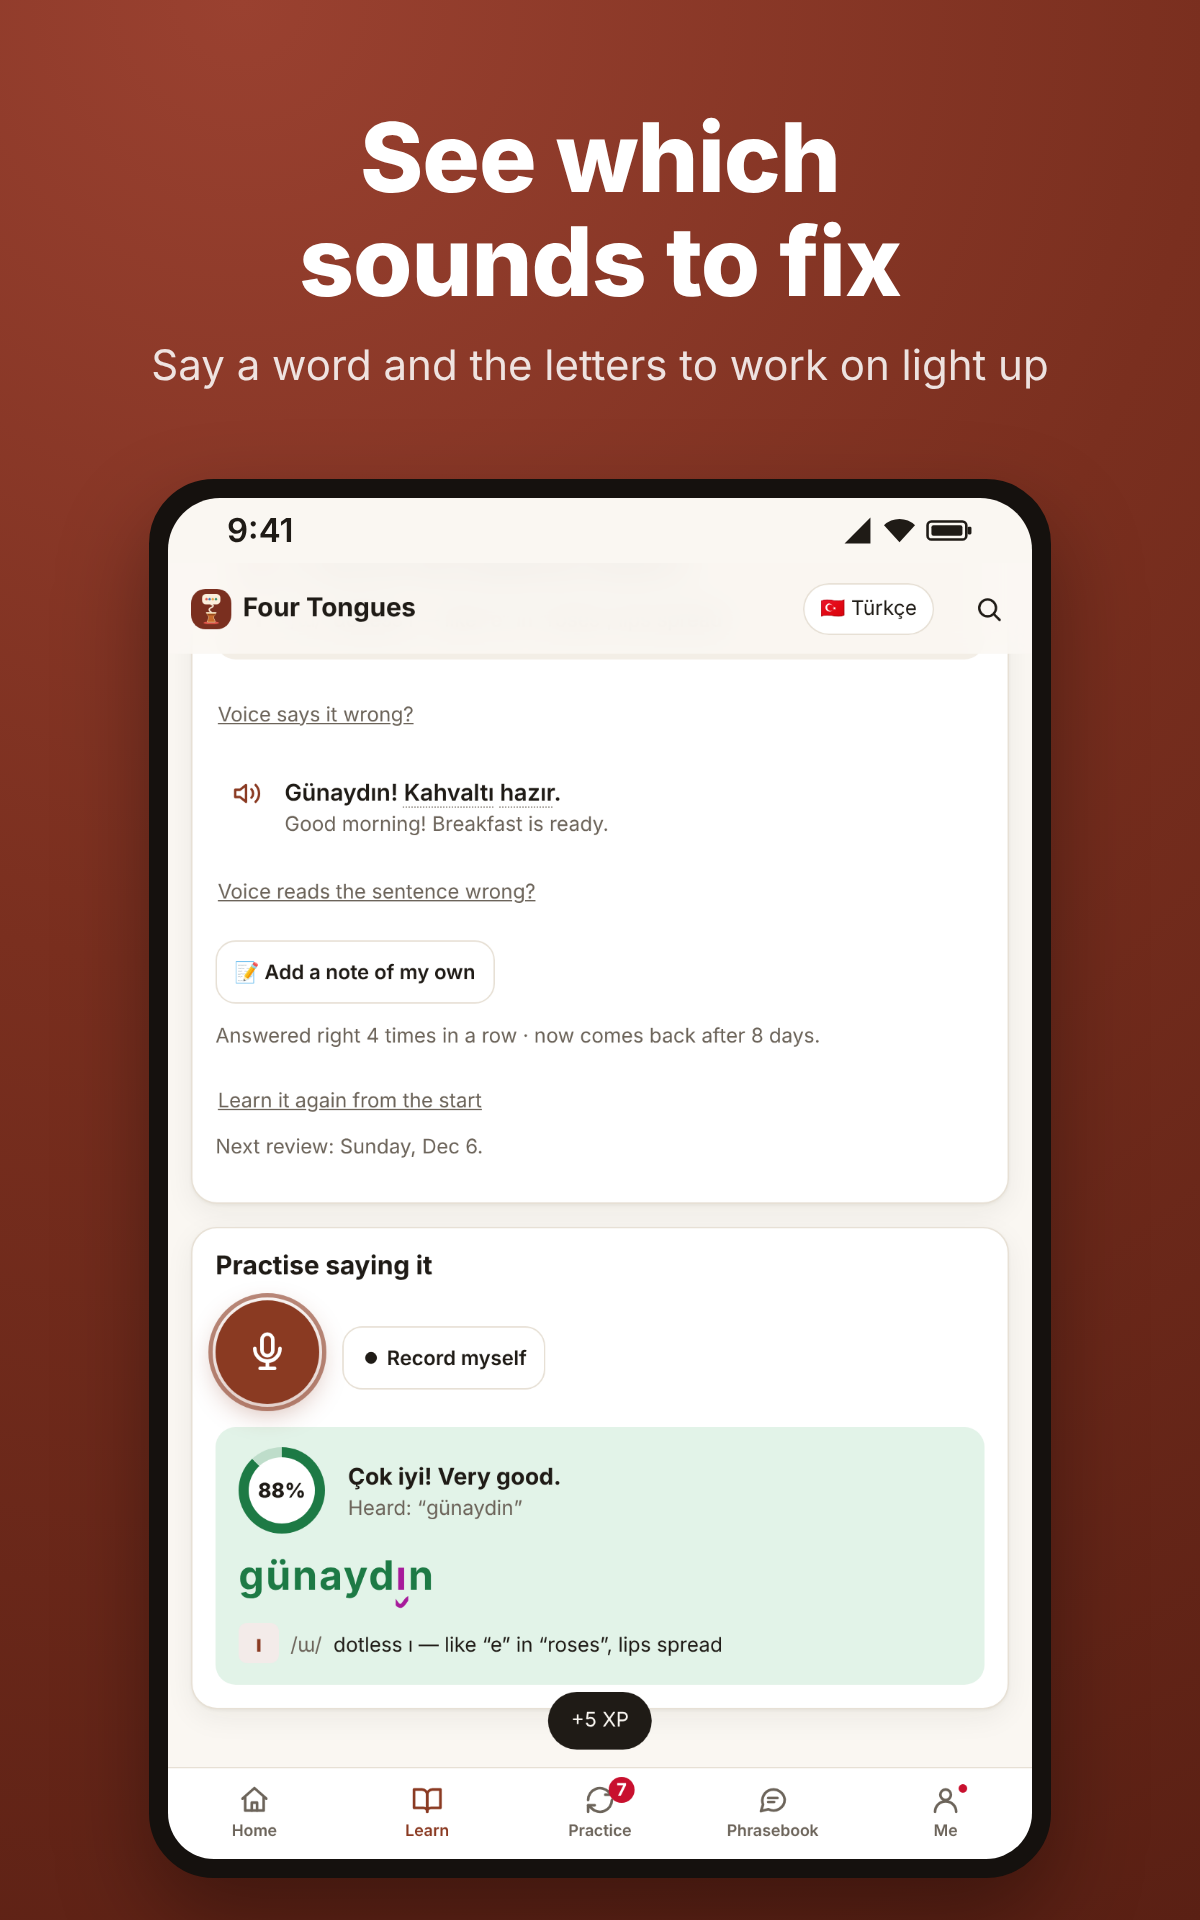 See which
sounds to fix
Say a word and the letters to work on light up
9:41
Four Tongues
Türkçe
Voice says it wrong?
Günaydın! Kahvaltı hazır.
Good morning! Breakfast is ready.
Voice reads the sentence wrong?
Add a note of my own
Answered right 4 times in a row · now comes back after 8 days.
Learn it again from the start
Next review: Sunday, Dec 6.
Practise saying it
Record myself
88%
Çok iyi! Very good.
Heard: “günaydin”
günaydın
ı /ɯ/ dotless ı — like “e” in “roses”, lips spread
+5 XP
7
Home
Learn
Practice
Phrasebook
Me